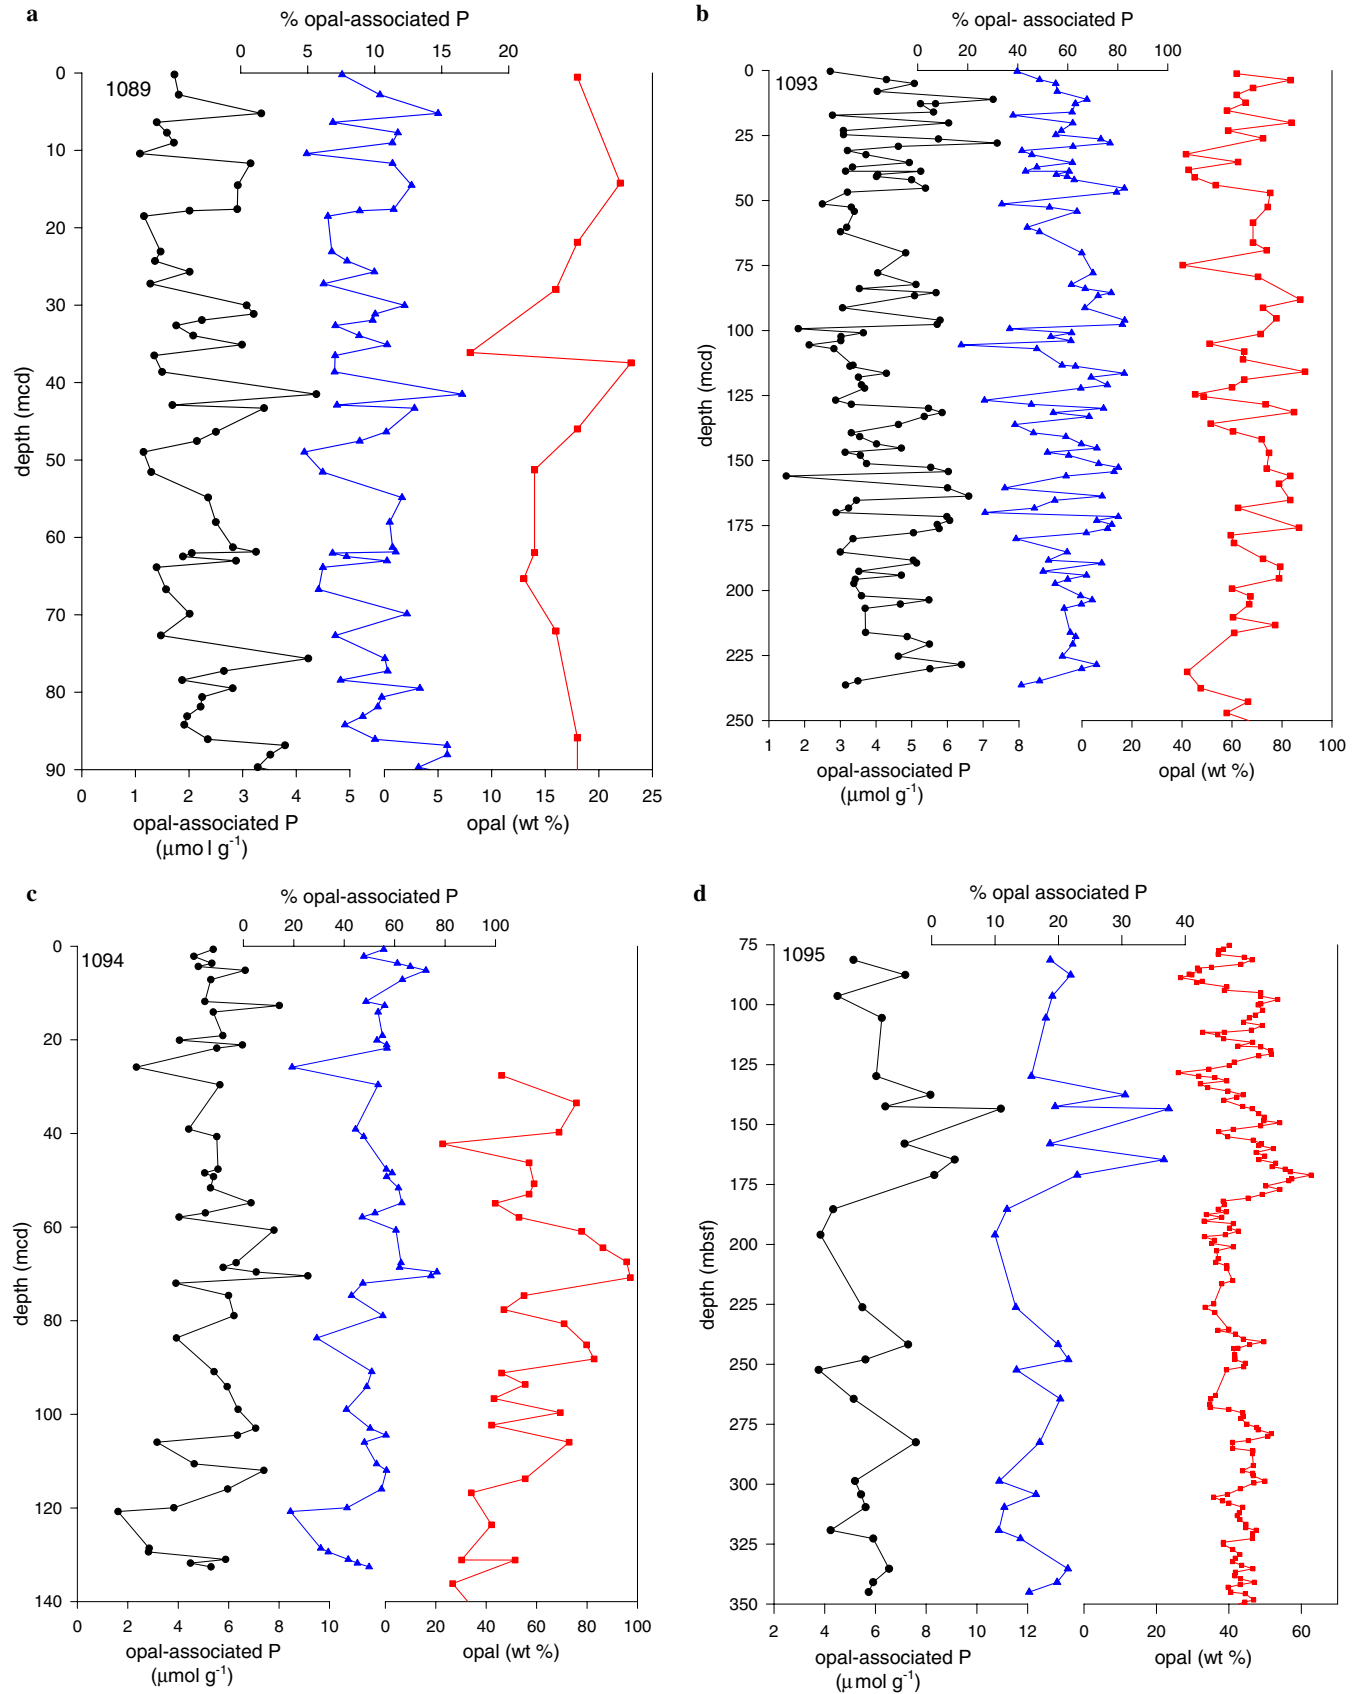 a
% opal-associated P
0 5 10 15 20
1089
0
10
20
30
40
50
60
70
80
90
depth (mcd)
0 1 2 3 4 5 0 5 10 15 20 25
opal-associated P opal (wt %)
(μmo l g-1)
b
% opal- associated P
0 20 40 60 80 100
1093
0
25
50
75
100
125
150
175
200
225
250
depth (mcd)
1 2 3 4 5 6 7 8 0 20 40 60 80 100
opal-associated P opal (wt %)
(μmol g-1)
c
% opal-associated P
0 20 40 60 80 100
1094
0
20
40
60
80
100
120
140
depth (mcd)
2 4 6 8 10 0 20 40 60 80 100
opal-associated P opal (wt %)
(μmol g-1)
d
% opal associated P
0 10 20 30 40
1095
75
100
125
150
175
200
225
250
275
300
325
350
depth (mbsf)
2 4 6 8 10 12 0 20 40 60
opal-associated P opal (wt %)
(μmol g-1)